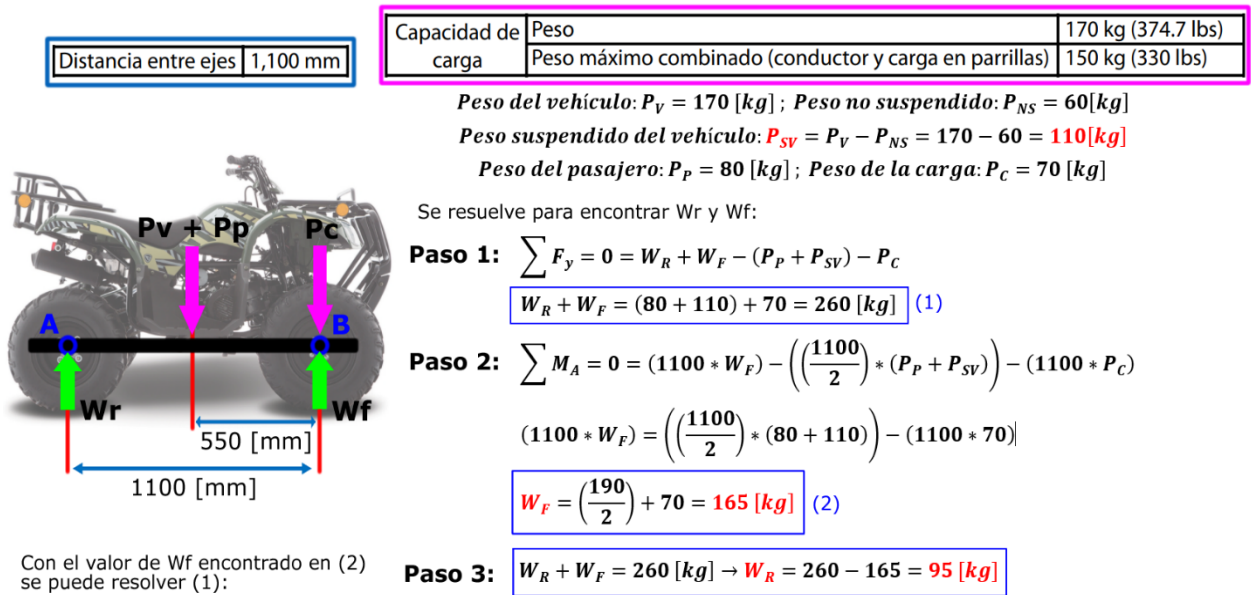 Distancia entre ejes 1,100 mm
Capacidad de carga Peso 170 kg (374.7 lbs)
Peso máximo combinado (conductor y carga en parrillas) 150 kg (330 lbs)
Peso del vehículo: P_V = 170 [kg] ; Peso no suspendido: P_NS = 60[kg]
Peso suspendido del vehículo: P_SV = P_V − P_NS = 170 − 60 = 110[kg]
Peso del pasajero: P_P = 80 [kg] ; Peso de la carga: P_C = 70 [kg]
Pv + Pp Pc
A B
Wr Wf
550 [mm]
1100 [mm]
Se resuelve para encontrar Wr y Wf:
Paso 1: ∑ F_y = 0 = W_R + W_F − (P_P + P_SV) − P_C
W_R + W_F = (80 + 110) + 70 = 260 [kg] (1)
Paso 2: ∑ M_A = 0 = (1100 * W_F) − ((1100/2) * (P_P + P_SV)) − (1100 * P_C)
(1100 * W_F) = ((1100/2) * (80 + 110)) − (1100 * 70)
W_F = (190/2) + 70 = 165 [kg] (2)
Con el valor de Wf encontrado en (2)
se puede resolver (1):
Paso 3: W_R + W_F = 260 [kg] → W_R = 260 − 165 = 95 [kg]